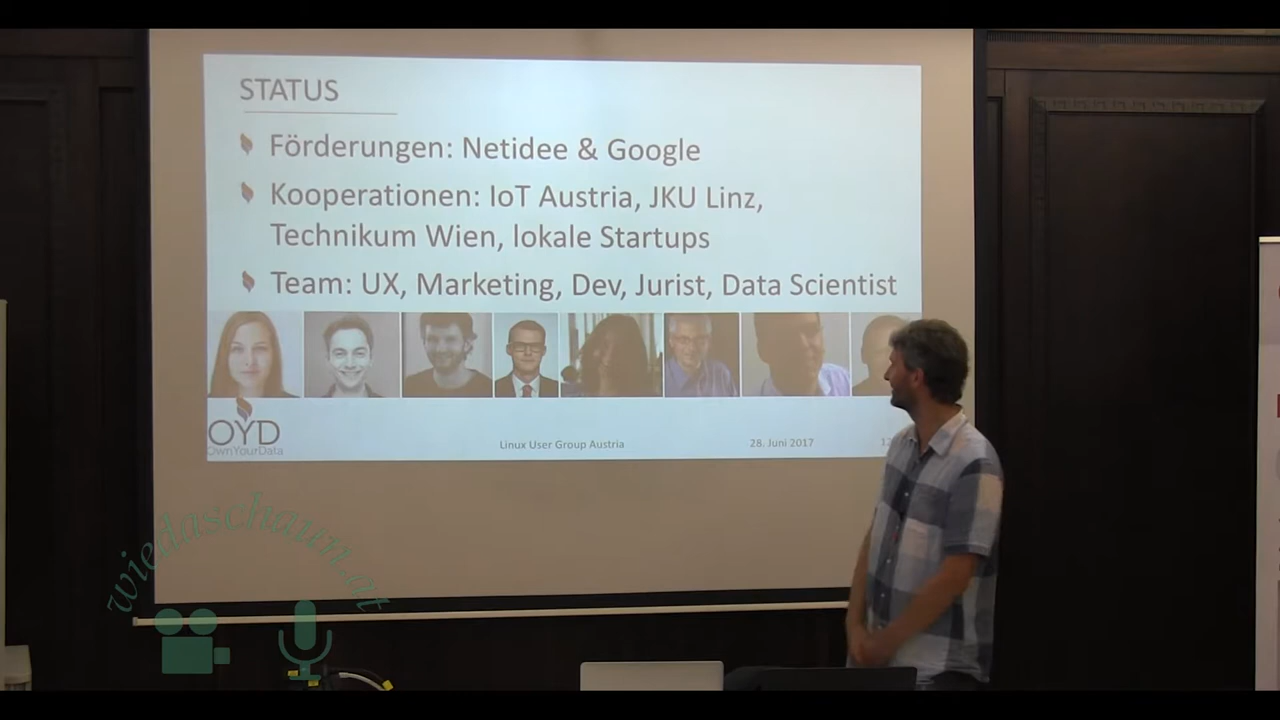 STATUS
Förderungen: Netidee & Google
Kooperationen: IoT Austria, JKU Linz,
Technikum Wien, lokale Startups
Team: UX, Marketing, Dev, Jurist, Data Scientist
OYD
OwnYourData
Linux User Group Austria
28. Juni 2017
wiedaschaun.at